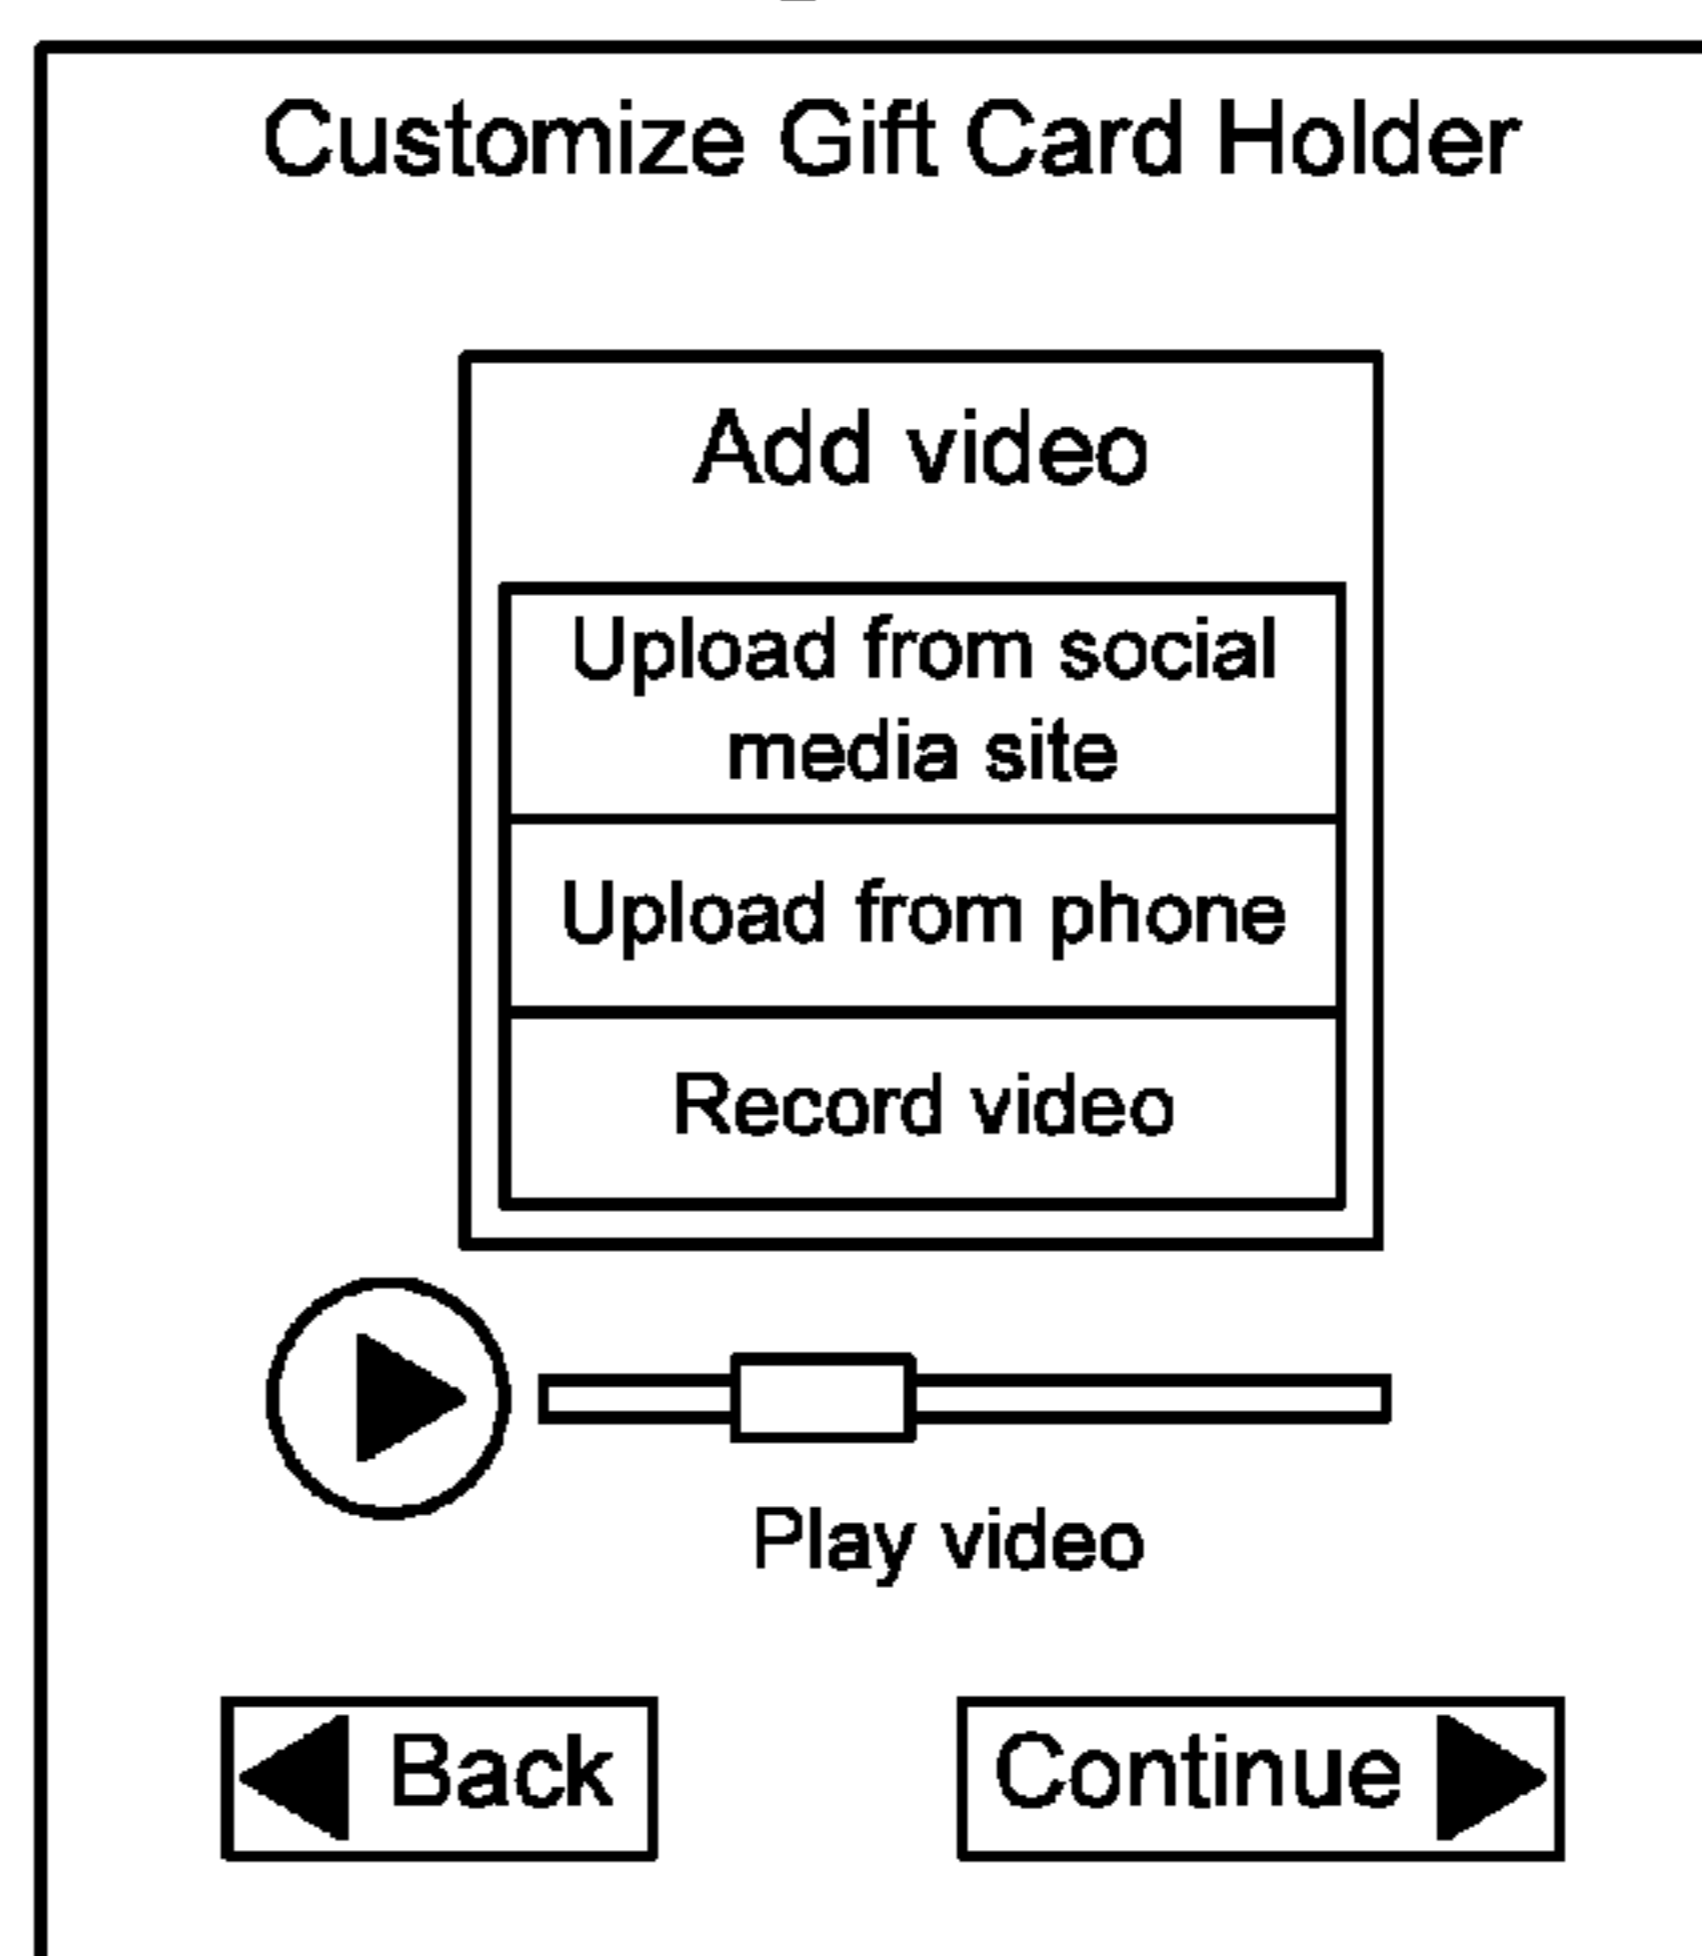 Customize Gift Card Holder
Add video
Upload from social
media site
Upload from phone
Record video
Play video
Back
Continue